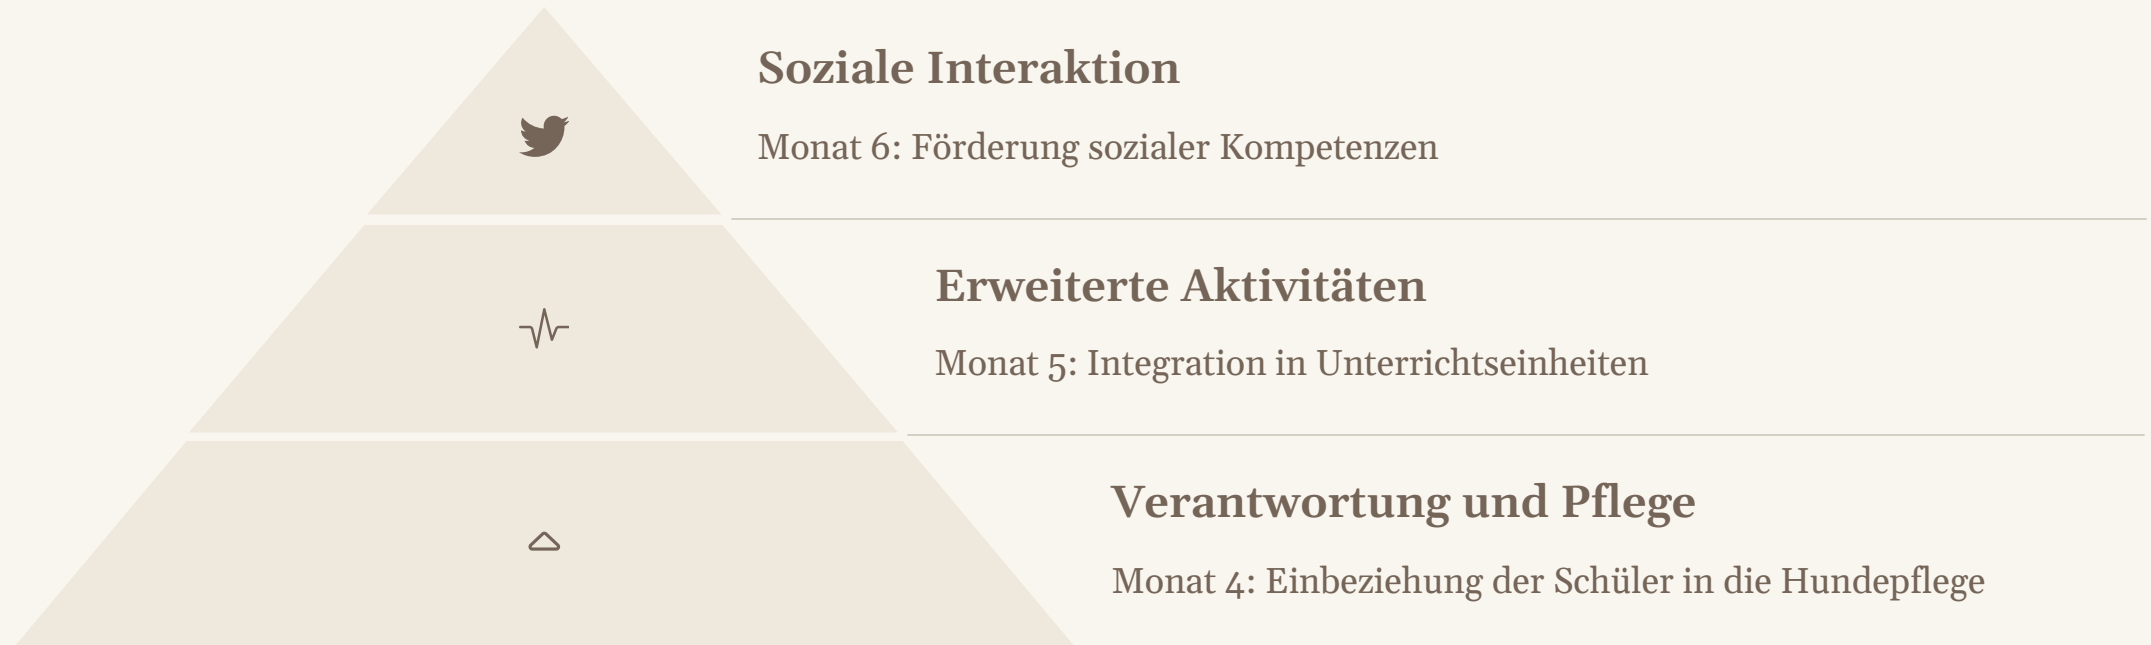 Soziale Interaktion
Monat 6: Förderung sozialer Kompetenzen
Erweiterte Aktivitäten
Monat 5: Integration in Unterrichtseinheiten
Verantwortung und Pflege
Monat 4: Einbeziehung der Schüler in die Hundepflege